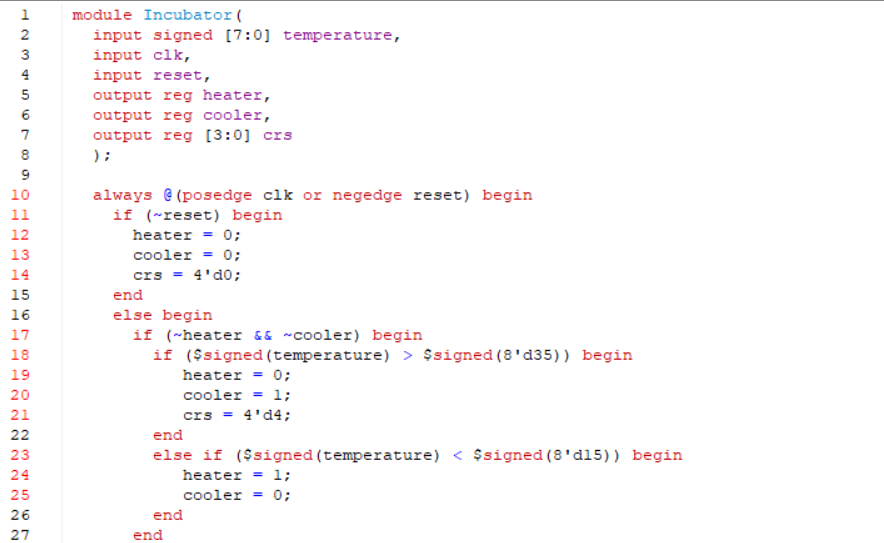 1 module Incubator(
2 input signed [7:0] temperature,
3 input clk,
4 input reset,
5 output reg heater,
6 output reg cooler,
7 output reg [3:0] crs
8 );
9
10 always @(posedge clk or negedge reset) begin
11 if (~reset) begin
12 heater = 0;
13 cooler = 0;
14 crs = 4'd0;
15 end
16 else begin
17 if (~heater && ~cooler) begin
18 if ($signed(temperature) > $signed(8'd35)) begin
19 heater = 0;
20 cooler = 1;
21 crs = 4'd4;
22 end
23 else if ($signed(temperature) < $signed(8'd15)) begin
24 heater = 1;
25 cooler = 0;
26 end
27 end